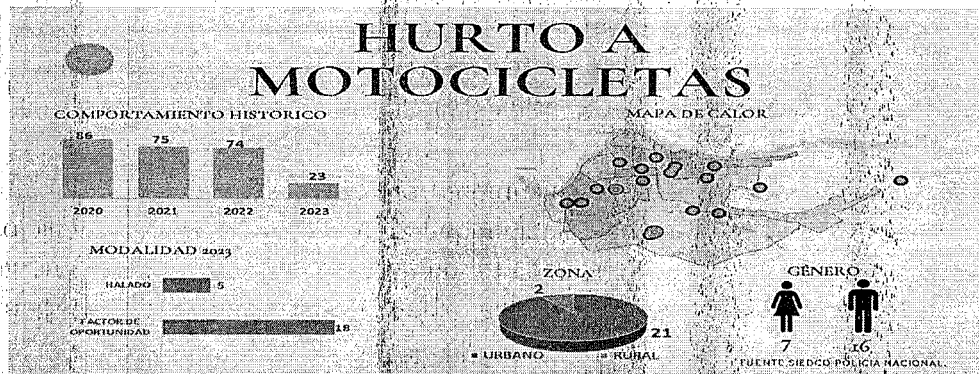 HURTO A
MOTOCICLETAS
COMPORTAMIENTO HISTÓRICO
86
75
74
23
2020
2021
2022
2023
MODALIDAD 2023
HALADO
5
FACTOR DE
OPORTUNIDAD
18
MAPA DE CALOR
ZONA
2
21
URBANO
RURAL
GÉNERO
7
16
FUENTE SIEDCO POLICIA NACIONAL.